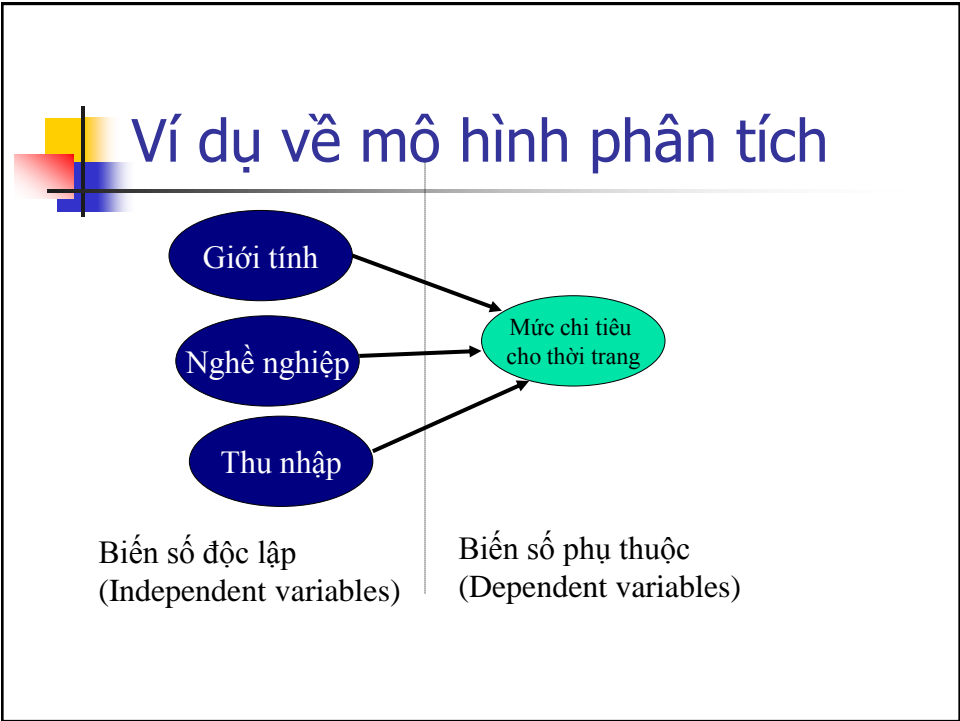 Ví dụ về mô hình phân tích
Giới tính
Nghề nghiệp
Thu nhập
Mức chi tiêu
cho thời trang
Biến số độc lập
(Independent variables)
Biến số phụ thuộc
(Dependent variables)